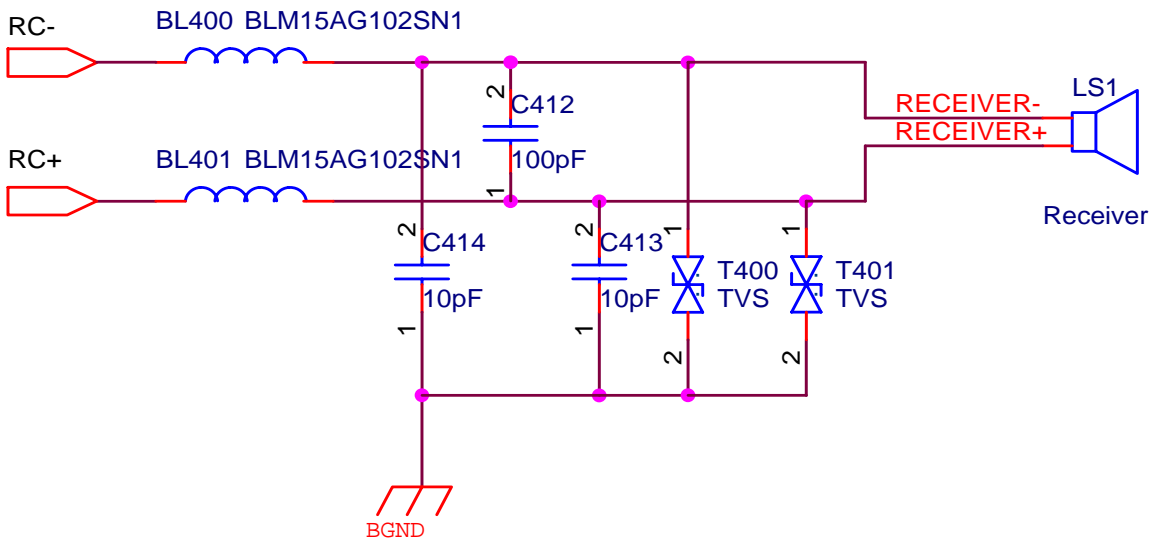 RC-
BL400 BLM15AG102SN1
LS1
2
C412
RECEIVER-
RECEIVER+
100pF
1
RC+
BL401 BLM15AG102SN1
Receiver
2
C414
10pF
1
2
C413
10pF
1
1
T400
TVS
2
1
T401
TVS
2
BGND